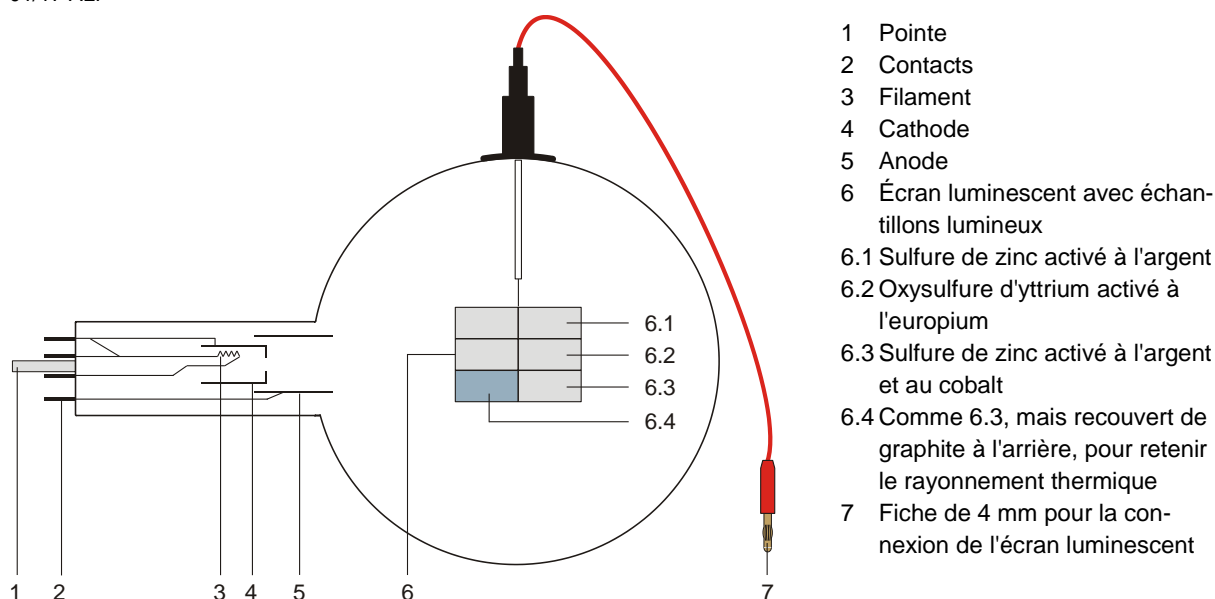 1 Pointe
2 Contacts
3 Filament
4 Cathode
5 Anode
6 Écran luminescent avec échan-
tillons lumineux
6.1 Sulfure de zinc activé à l'argent
6.2 Oxysulfure d'yttrium activé à
l'europium
6.3 Sulfure de zinc activé à l'argent
et au cobalt
6.4 Comme 6.3, mais recouvert de
graphite à l'arrière, pour retenir
le rayonnement thermique
7 Fiche de 4 mm pour la con-
nexion de l'écran luminescent
6.1
6.2
6.3
6.4
1 2 3 4 5 6 7